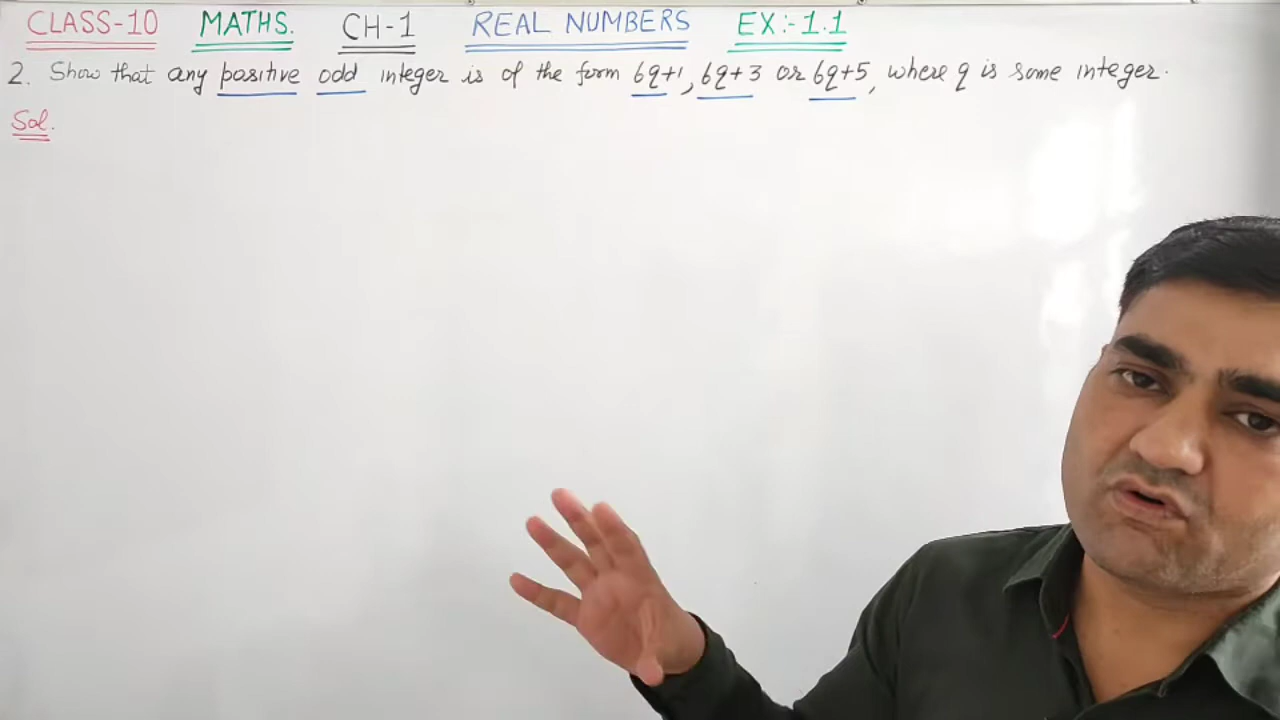 CLASS-10 MATHS. CH-1 REAL NUMBERS EX:-1.1
2. Show that any positive odd integer is of the form 6q+1, 6q+3 or 6q+5, where q is some integer.
Sol.